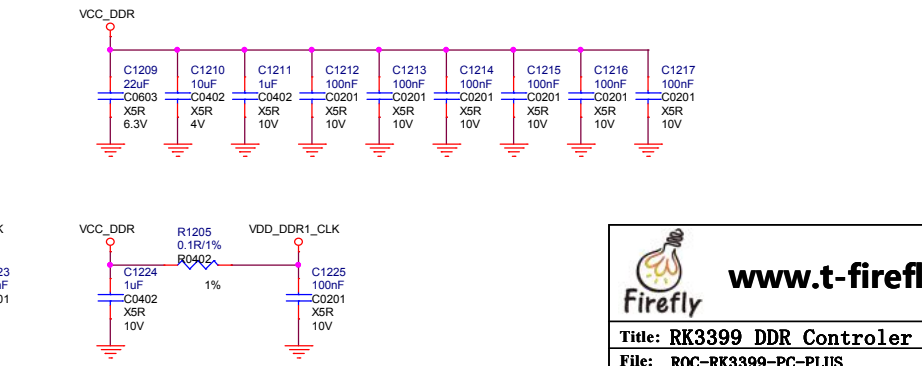 VCC_DDR
C1209 C1210 C1211 C1212 C1213 C1214 C1215 C1216 C1217
22uF 10uF 1uF 100nF 100nF 100nF 100nF 100nF 100nF
C0603 C0402 C0402 C0201 C0201 C0201 C0201 C0201 C0201
X5R X5R X5R X5R X5R X5R X5R X5R X5R
6.3V 4V 10V 10V 10V 10V 10V 10V 10V
VCC_DDR R1205 VDD_DDR1_CLK
0.1R/1%
R0402
1%
C1224 C1225
1uF 100nF
C0402 C0201
X5R X5R
10V 10V
Firefly
www.t-firefl
Title: RK3399 DDR Controler
File: ROC-RK3399-PC-PLUS